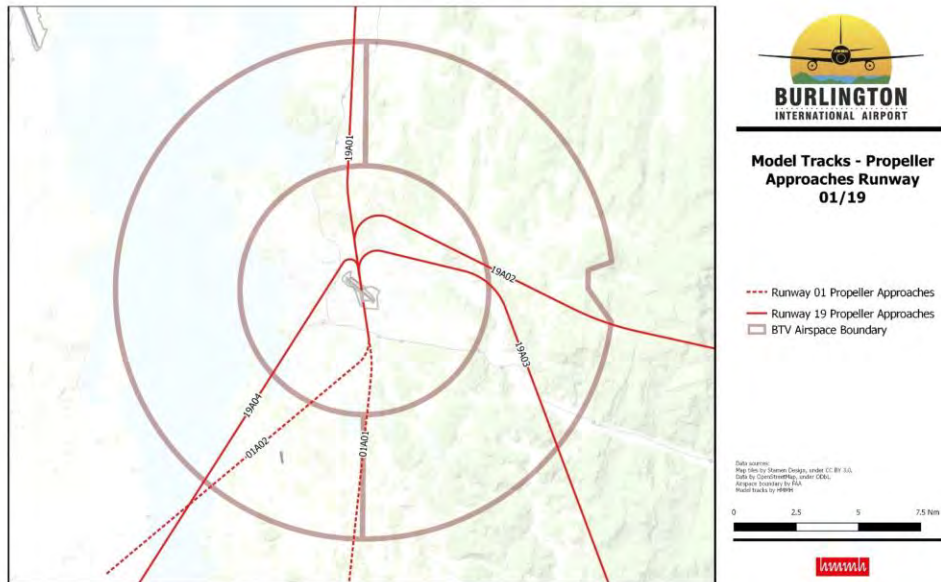 19A01
19A02
19A03
19A04
01A02
01A01
BURLINGTON
INTERNATIONAL AIRPORT
Model Tracks - Propeller
Approaches Runway
01/19
Runway 01 Propeller Approaches
Runway 19 Propeller Approaches
BTV Airspace Boundary
Data sources:
Map tiles by Stamen Design, under CC BY 3.0.
Data by OpenStreetMap, under ODbL.
Airspace boundary by FAA
Model tracks by HMMH
0 2.5 5 7.5 Nm
hmmh